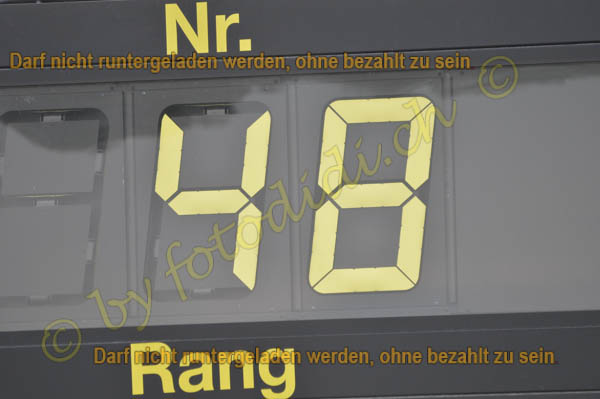 Nr.
Darf nicht runtergeladen werden, ohne bezahlt zu sein
48
© by fotodidi.ch ©
Darf nicht runtergeladen werden, ohne bezahlt zu sein
Rang